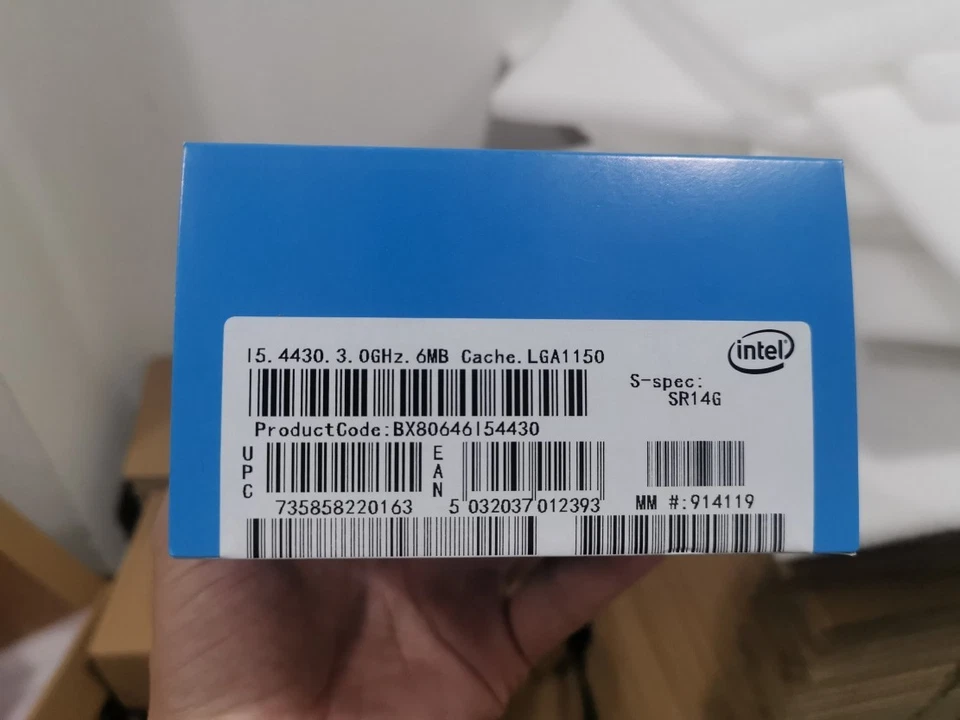 I5.4430.3.0GHz.6MB Cache.LGA1150
intel
S-spec:
SR14G
ProductCode:BX80646I54430
UPC
735858220163
EAN
5 032037 012393
MM #:914119